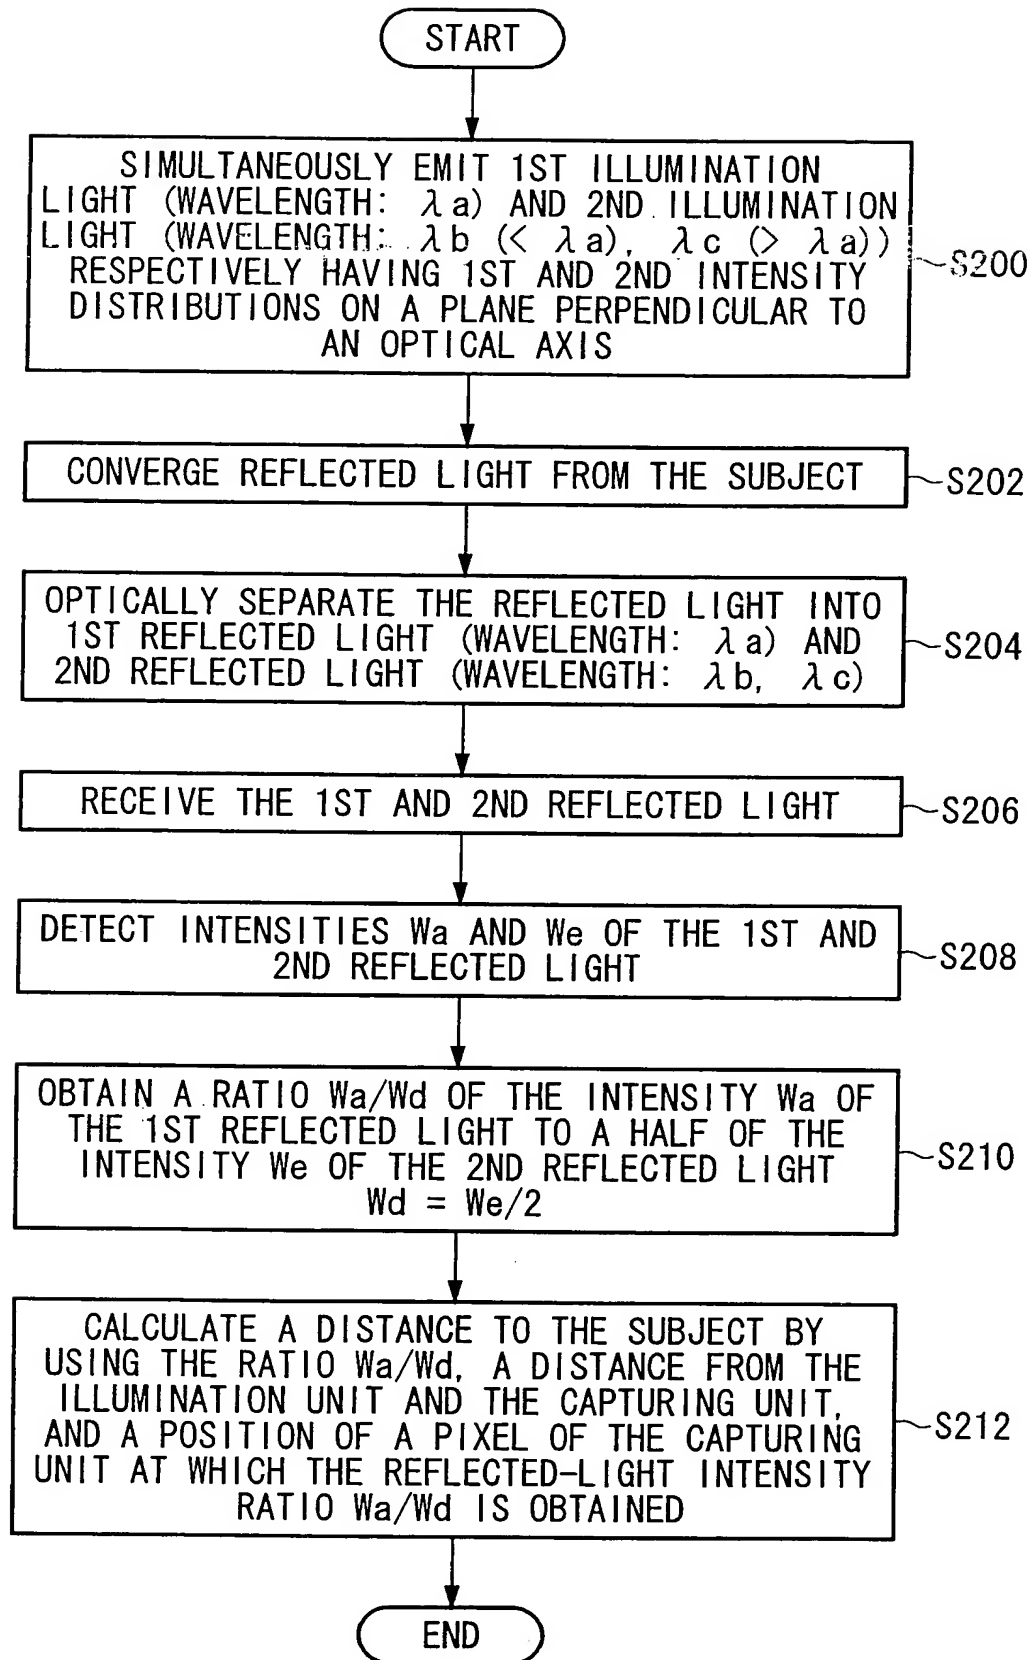 START
SIMULTANEOUSLY EMIT 1ST ILLUMINATION
LIGHT (WAVELENGTH: λa) AND 2ND ILLUMINATION
LIGHT (WAVELENGTH: λb (< λa), λc (> λa))
RESPECTIVELY HAVING 1ST AND 2ND INTENSITY
DISTRIBUTIONS ON A PLANE PERPENDICULAR TO
AN OPTICAL AXIS
S200
CONVERGE REFLECTED LIGHT FROM THE SUBJECT
S202
OPTICALLY SEPARATE THE REFLECTED LIGHT INTO
1ST REFLECTED LIGHT (WAVELENGTH: λa) AND
2ND REFLECTED LIGHT (WAVELENGTH: λb, λc)
S204
RECEIVE THE 1ST AND 2ND REFLECTED LIGHT
S206
DETECT INTENSITIES Wa AND We OF THE 1ST AND
2ND REFLECTED LIGHT
S208
OBTAIN A RATIO Wa/Wd OF THE INTENSITY Wa OF
THE 1ST REFLECTED LIGHT TO A HALF OF THE
INTENSITY We OF THE 2ND REFLECTED LIGHT
Wd = We/2
S210
CALCULATE A DISTANCE TO THE SUBJECT BY
USING THE RATIO Wa/Wd, A DISTANCE FROM THE
ILLUMINATION UNIT AND THE CAPTURING UNIT,
AND A POSITION OF A PIXEL OF THE CAPTURING
UNIT AT WHICH THE REFLECTED-LIGHT INTENSITY
RATIO Wa/Wd IS OBTAINED
S212
END